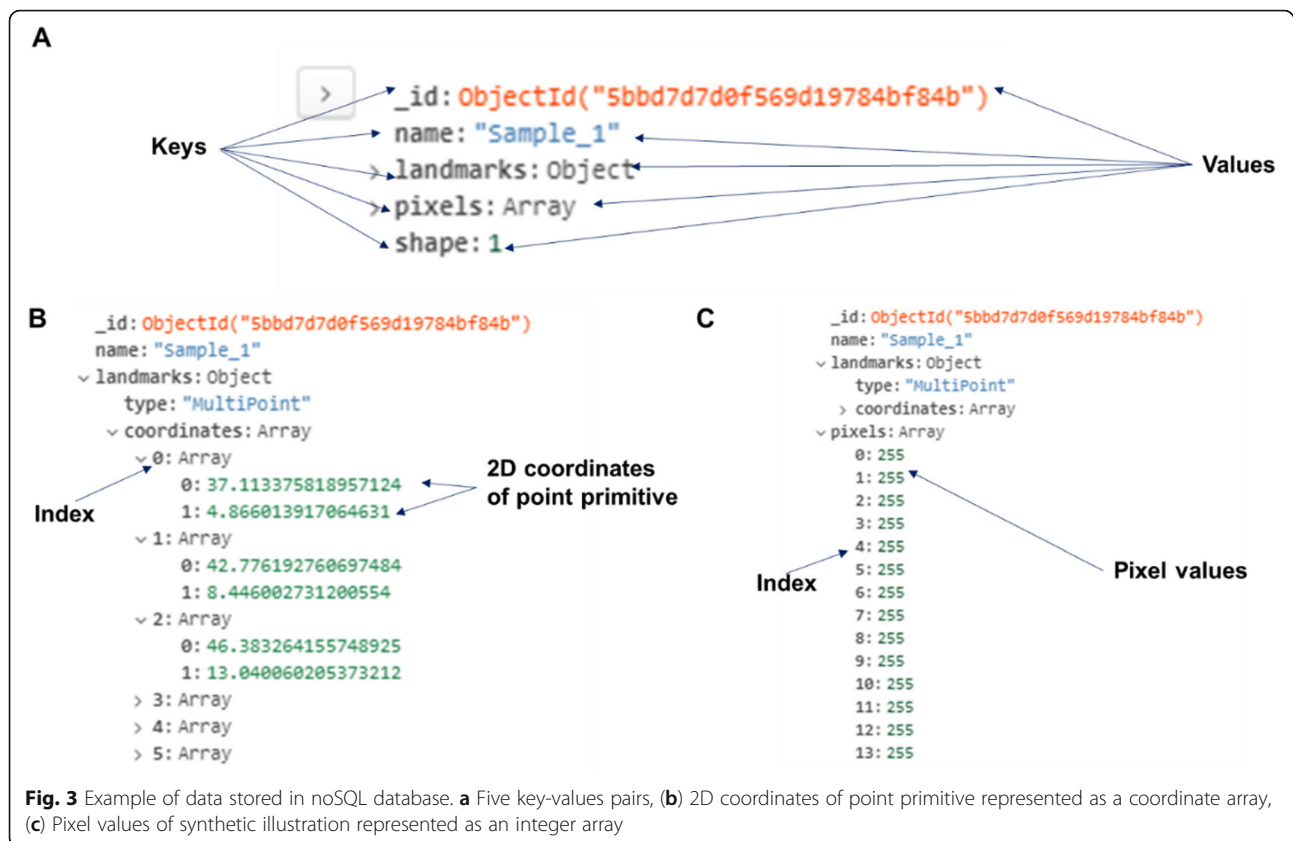 A
_id: ObjectId("5bbd7d7d0f569d19784bf84b")
name: "Sample_1"
landmarks: Object
pixels: Array
shape: 1
Keys
Values
B
_id: ObjectId("5bbd7d7d0f569d19784bf84b")
name: "Sample_1"
landmarks: Object
type: "MultiPoint"
coordinates: Array
0: Array
0: 37.113375818957124
1: 4.866013917064631
1: Array
0: 42.776192760697484
1: 8.446002731200554
2: Array
0: 46.383264155748925
1: 13.040060205373212
3: Array
4: Array
5: Array
Index
2D coordinates
of point primitive
C
_id: ObjectId("5bbd7d7d0f569d19784bf84b")
name: "Sample_1"
landmarks: Object
type: "MultiPoint"
coordinates: Array
pixels: Array
0: 255
1: 255
2: 255
3: 255
4: 255
5: 255
6: 255
7: 255
8: 255
9: 255
10: 255
11: 255
12: 255
13: 255
Index
Pixel values
Fig. 3 Example of data stored in noSQL database. a Five key-values pairs, (b) 2D coordinates of point primitive represented as a coordinate array,
(c) Pixel values of synthetic illustration represented as an integer array